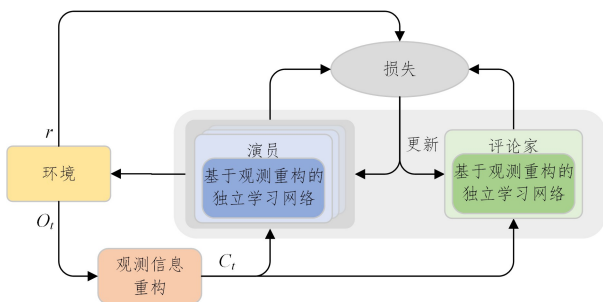 损失
r
演员
更新
评论家
环境
基于观测重构的
独立学习网络
基于观测重构的
独立学习网络
O_t
观测信息
重构
C_t